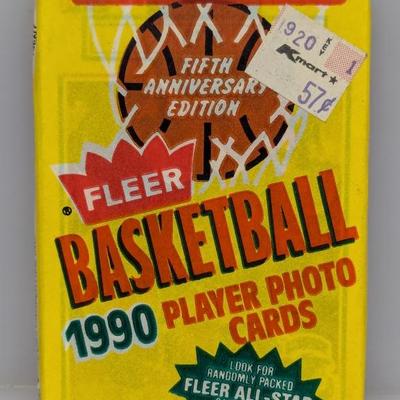 FIFTH
ANNIVERSARY
EDITION
920
KEY
1
Kmart
57¢
FLEER
®
BASKETBALL
1990 PLAYER PHOTO
CARDS
LOOK FOR
RANDOMLY PACKED
FLEER ALL-STAR